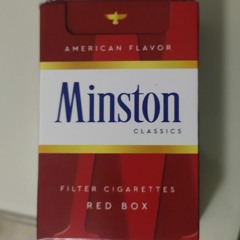 AMERICAN FLAVOR
Minston
CLASSICS
FILTER CIGARETTES
RED BOX